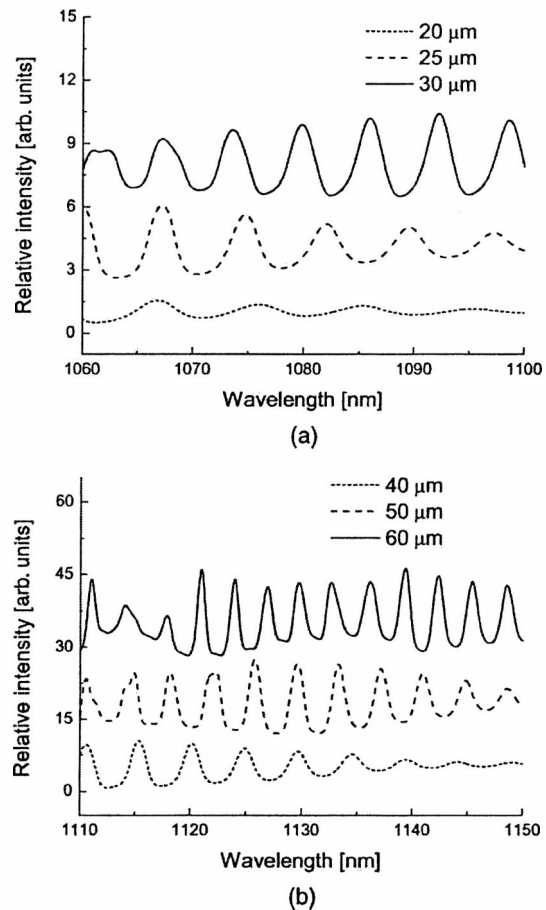 15
12
9
6
3
0
Relative intensity [arb. units]
20 μm
25 μm
30 μm
1060 1070 1080 1090 1100
Wavelength [nm]
(a)
60
45
30
15
0
Relative intensity [arb. units]
40 μm
50 μm
60 μm
1110 1120 1130 1140 1150
Wavelength [nm]
(b)